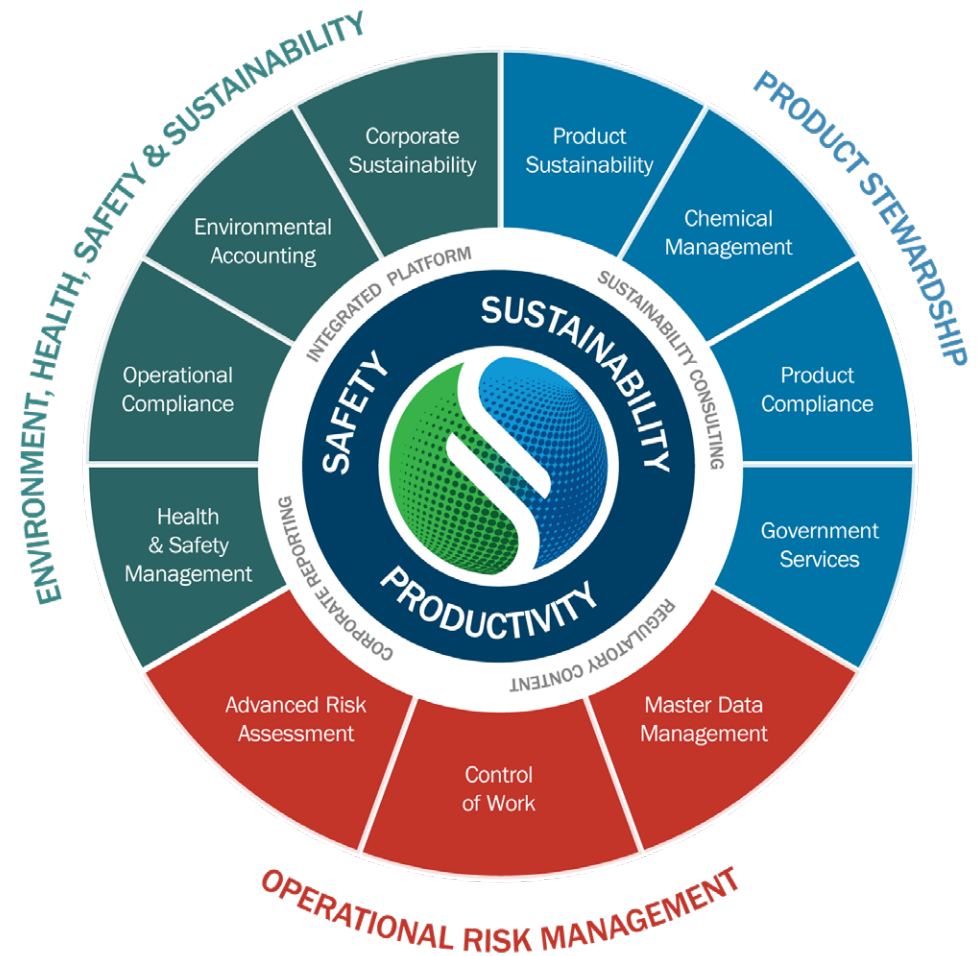 ENVIRONMENT, HEALTH, SAFETY & SUSTAINABILITY
PRODUCT STEWARDSHIP
OPERATIONAL RISK MANAGEMENT
Corporate
Sustainability
Product
Sustainability
Environmental
Accounting
Chemical
Management
Operational
Compliance
Product
Compliance
Health
& Safety
Management
Government
Services
Advanced Risk
Assessment
Control
of Work
Master Data
Management
INTEGRATED PLATFORM
SUSTAINABILITY CONSULTING
CORPORATE REPORTING
REGULATORY CONTENT
SAFETY
SUSTAINABILITY
PRODUCTIVITY